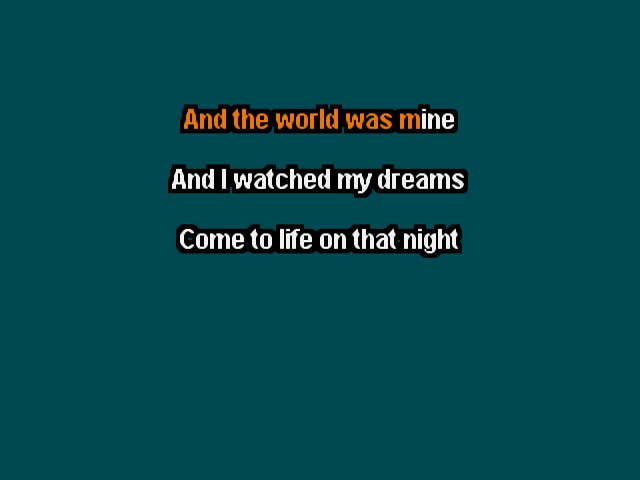 And the world was mine
And I watched my dreams
Come to life on that night